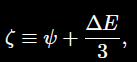 ζ ≡ ψ + ΔE/3,